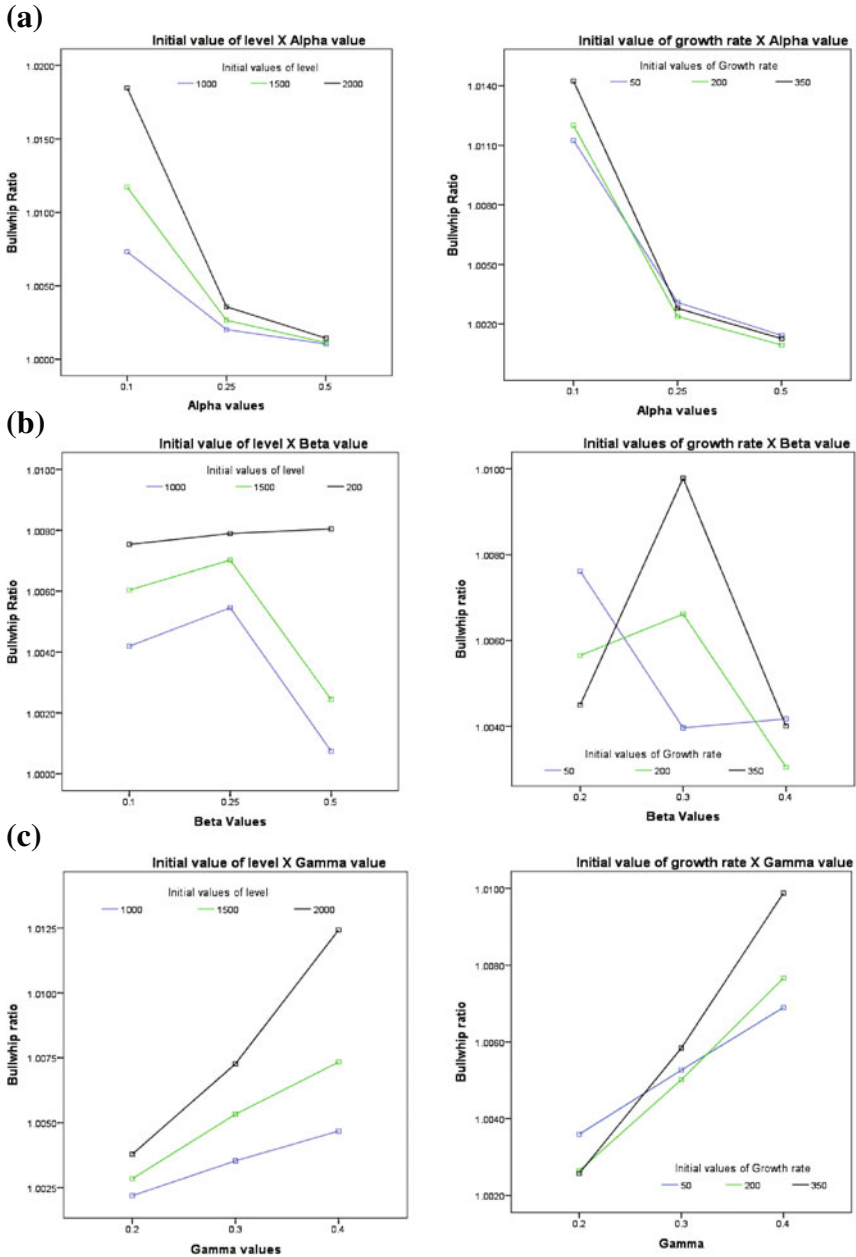 (a)
Initial value of level X Alpha value
Initial values of level
1000 1500 2000
1.0200
1.0150
1.0100
1.0050
1.0000
Bullwhip Ratio
0.1 0.25 0.5
Alpha values
Initial value of growth rate X Alpha value
Initial values of Growth rate
50 200 350
1.0140
1.0110
1.0080
1.0050
1.0020
Bullwhip Ratio
0.1 0.25 0.5
Alpha values
(b)
Initial value of level X Beta value
Initial values of level
1000 1500 200
1.0100
1.0080
1.0060
1.0040
1.0020
1.0000
Bullwhip Ratio
0.1 0.25 0.5
Beta Values
Initial values of growth rate X Beta value
1.0100
1.0080
1.0060
1.0040
Bullwhip ratio
Initial values of Growth rate
50 200 350
0.2 0.3 0.4
Beta Values
(c)
Initial value of level X Gamma value
Initial values of level
1000 1500 2000
1.0125
1.0100
1.0075
1.0050
1.0025
Bullwhip ratio
0.2 0.3 0.4
Gamma values
Initial value of growth rate X Gamma value
1.0100
1.0080
1.0060
1.0040
1.0020
Bullwhip ratio
Initial values of Growth rate
50 200 350
0.2 0.3 0.4
Gamma